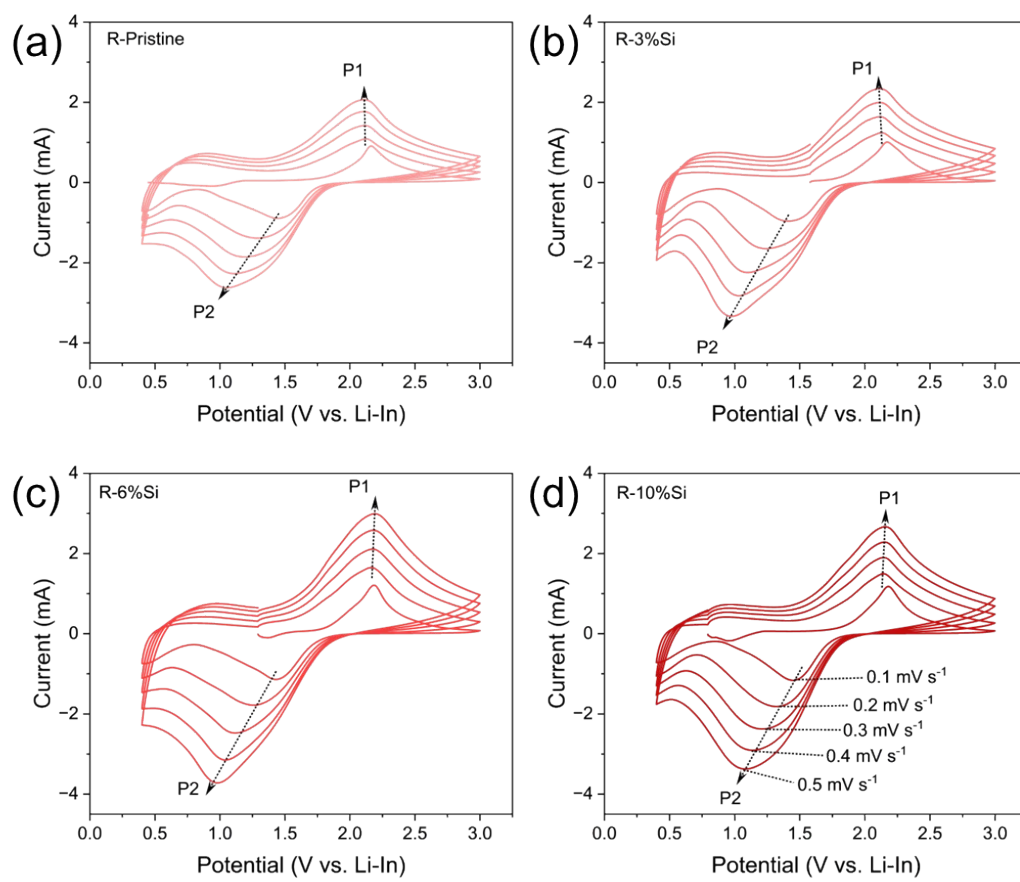 (a)
R-Pristine
P1
P2
4
2
0
−2
−4
Current (mA)
0.0 0.5 1.0 1.5 2.0 2.5 3.0
Potential (V vs. Li-In)
(b)
R-3%Si
P1
P2
4
2
0
−2
−4
Current (mA)
0.0 0.5 1.0 1.5 2.0 2.5 3.0
Potential (V vs. Li-In)
(c)
R-6%Si
P1
P2
4
2
0
−2
−4
Current (mA)
0.0 0.5 1.0 1.5 2.0 2.5 3.0
Potential (V vs. Li-In)
(d)
R-10%Si
P1
0.1 mV s⁻¹
0.2 mV s⁻¹
0.3 mV s⁻¹
0.4 mV s⁻¹
0.5 mV s⁻¹
P2
4
2
0
−2
−4
Current (mA)
0.0 0.5 1.0 1.5 2.0 2.5 3.0
Potential (V vs. Li-In)